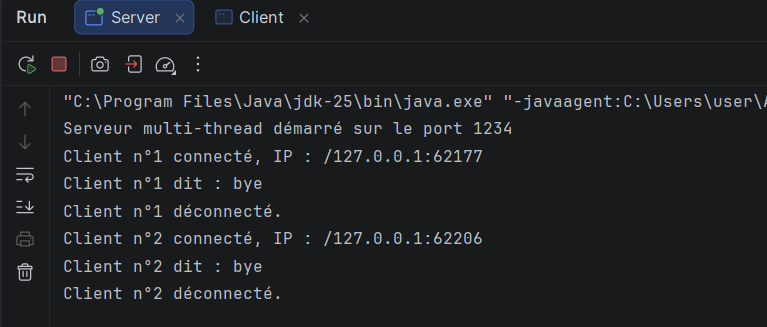 Run Server Client
"C:\Program Files\Java\jdk-25\bin\java.exe" "-javaagent:C:\Users\user\A
Serveur multi-thread démarré sur le port 1234
Client n°1 connecté, IP : /127.0.0.1:62177
Client n°1 dit : bye
Client n°1 déconnecté.
Client n°2 connecté, IP : /127.0.0.1:62206
Client n°2 dit : bye
Client n°2 déconnecté.